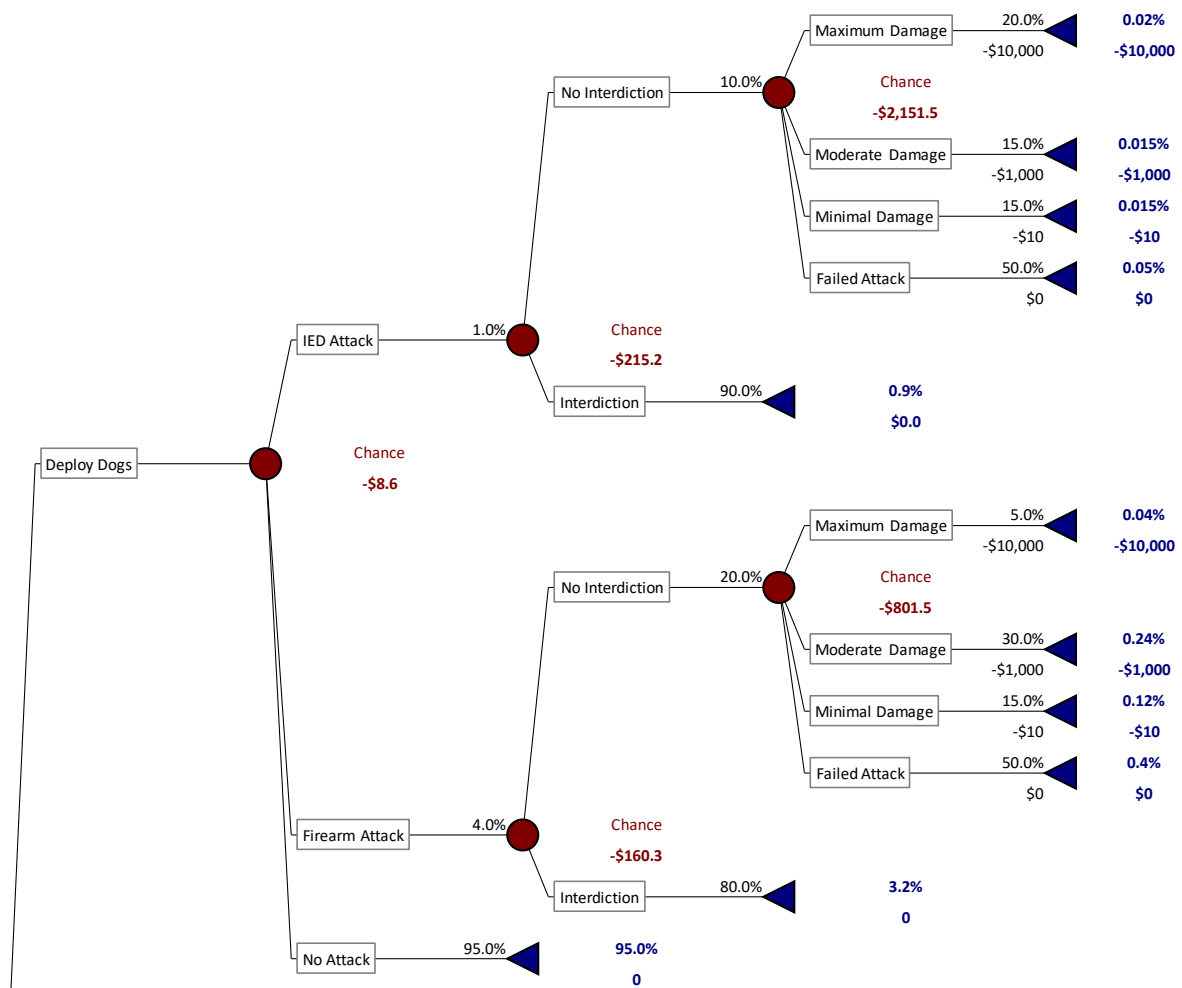 20.0% 0.02%
Maximum Damage
-$10,000 -$10,000
10.0% Chance
No Interdiction
-$2,151.5
15.0% 0.015%
Moderate Damage
-$1,000 -$1,000
15.0% 0.015%
Minimal Damage
-$10 -$10
50.0% 0.05%
Failed Attack
$0 $0
1.0% Chance
IED Attack
-$215.2
90.0% 0.9%
Interdiction
$0.0
Chance
Deploy Dogs
-$8.6
5.0% 0.04%
Maximum Damage
-$10,000 -$10,000
20.0% Chance
No Interdiction
-$801.5
30.0% 0.24%
Moderate Damage
-$1,000 -$1,000
15.0% 0.12%
Minimal Damage
-$10 -$10
50.0% 0.4%
Failed Attack
$0 $0
4.0% Chance
Firearm Attack
-$160.3
80.0% 3.2%
Interdiction
0
95.0% 95.0%
No Attack
0